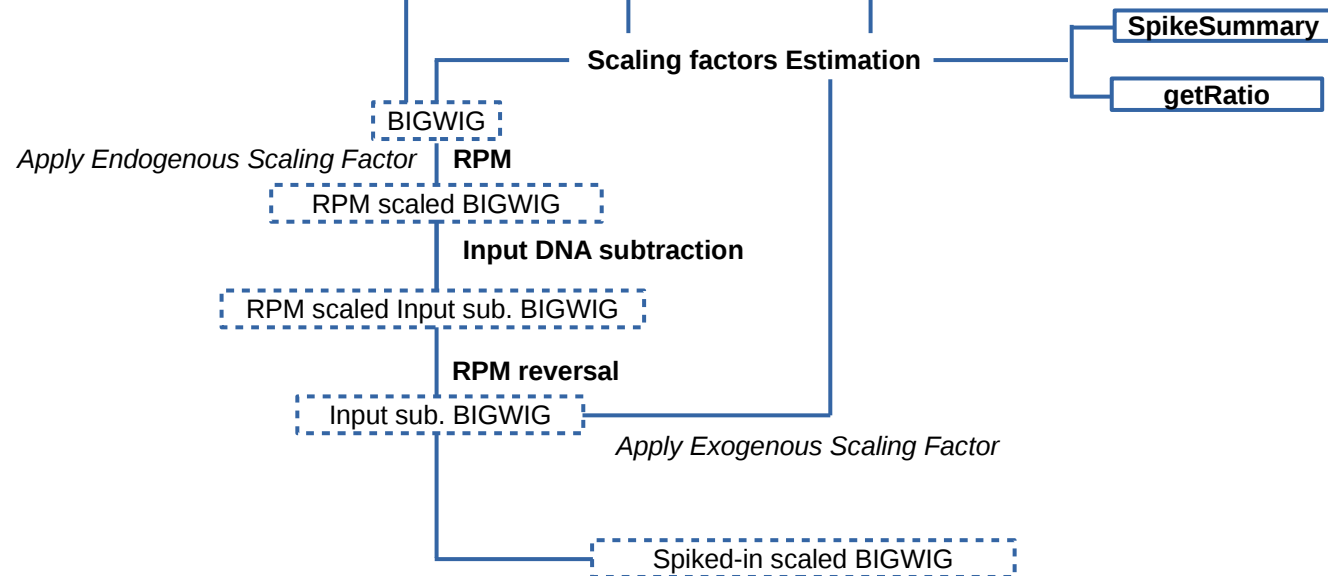 SpikeSummary
Scaling factors Estimation
getRatio
BIGWIG
Apply Endogenous Scaling Factor
RPM
RPM scaled BIGWIG
Input DNA subtraction
RPM scaled Input sub. BIGWIG
RPM reversal
Input sub. BIGWIG
Apply Exogenous Scaling Factor
Spiked-in scaled BIGWIG